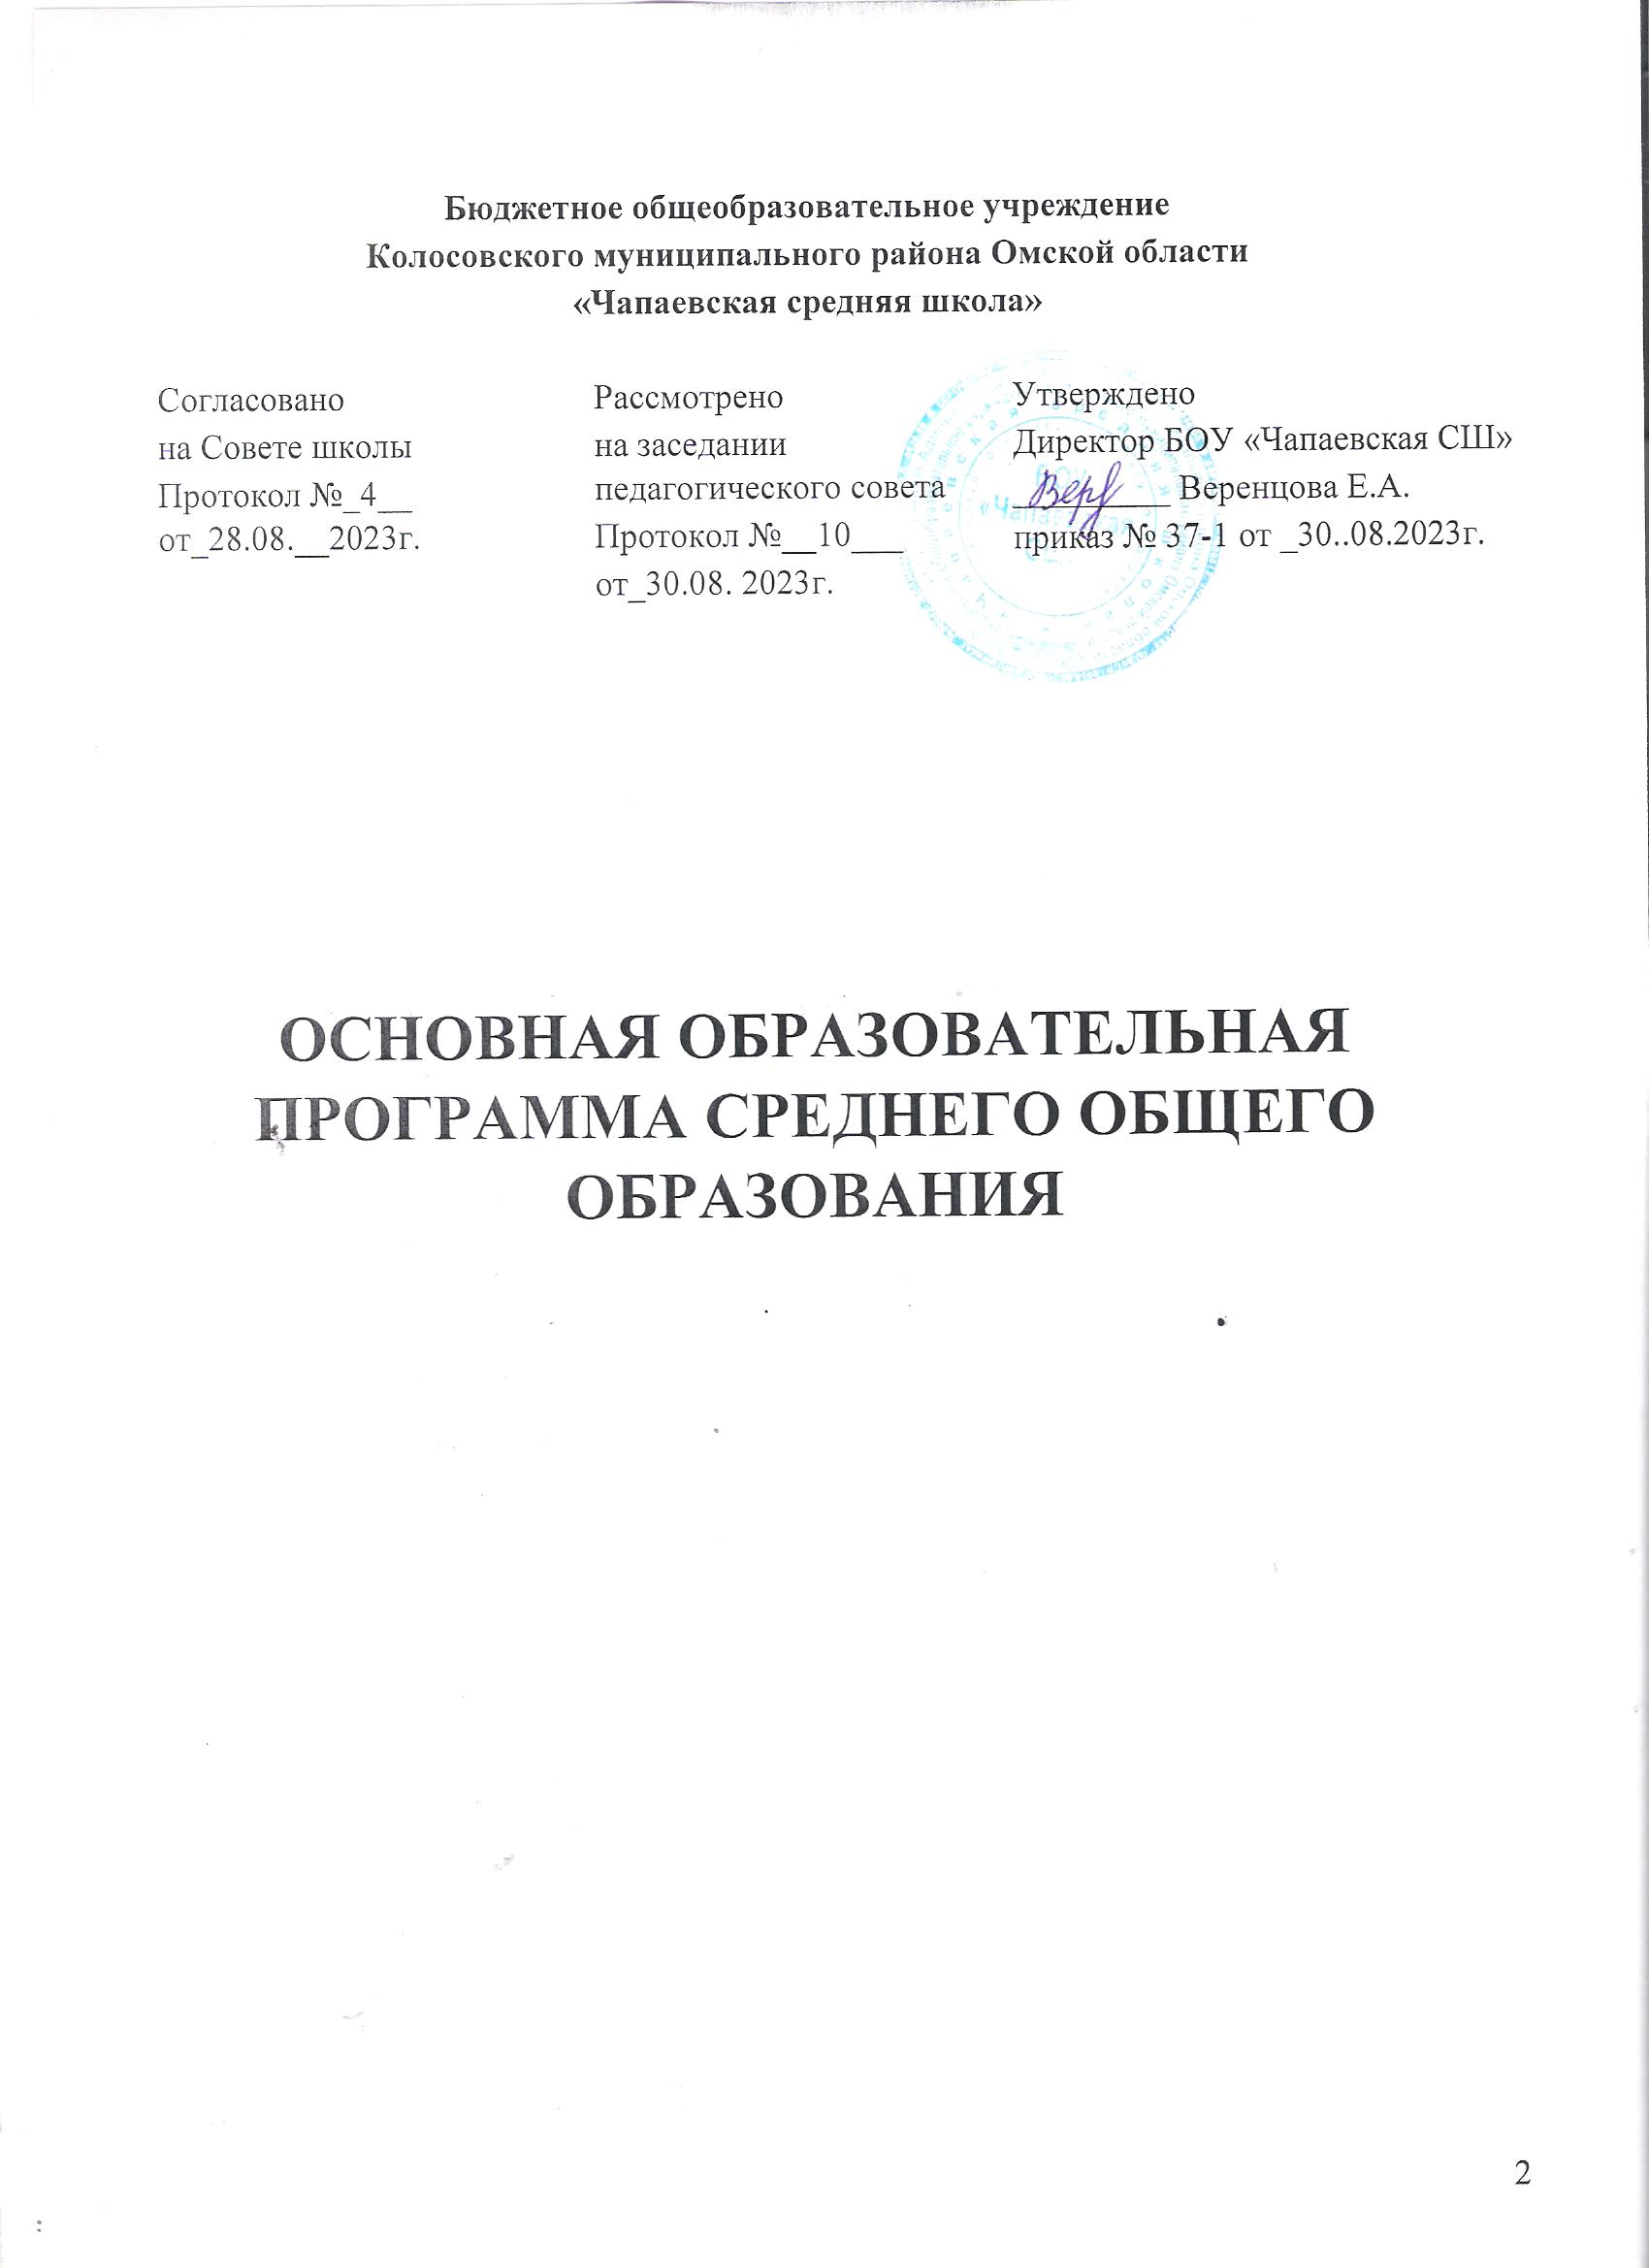 Бюджетное общеобразовательное учреждение
Колосовского муниципального района Омской области
«Чапаевская средняя школа»
Согласовано
на Совете школы
Протокол №_4__
от_28.08.__2023г.
Рассмотрено
на заседании
педагогического совета
Протокол №__10___
от_30.08. 2023г.
Утверждено
Директор БОУ «Чапаевская СШ»
_________ Веренцова Е.А.
приказ № 37-1 от _30..08.2023г.
ОСНОВНАЯ ОБРАЗОВАТЕЛЬНАЯ
ПРОГРАММА СРЕДНЕГО ОБЩЕГО
ОБРАЗОВАНИЯ
2